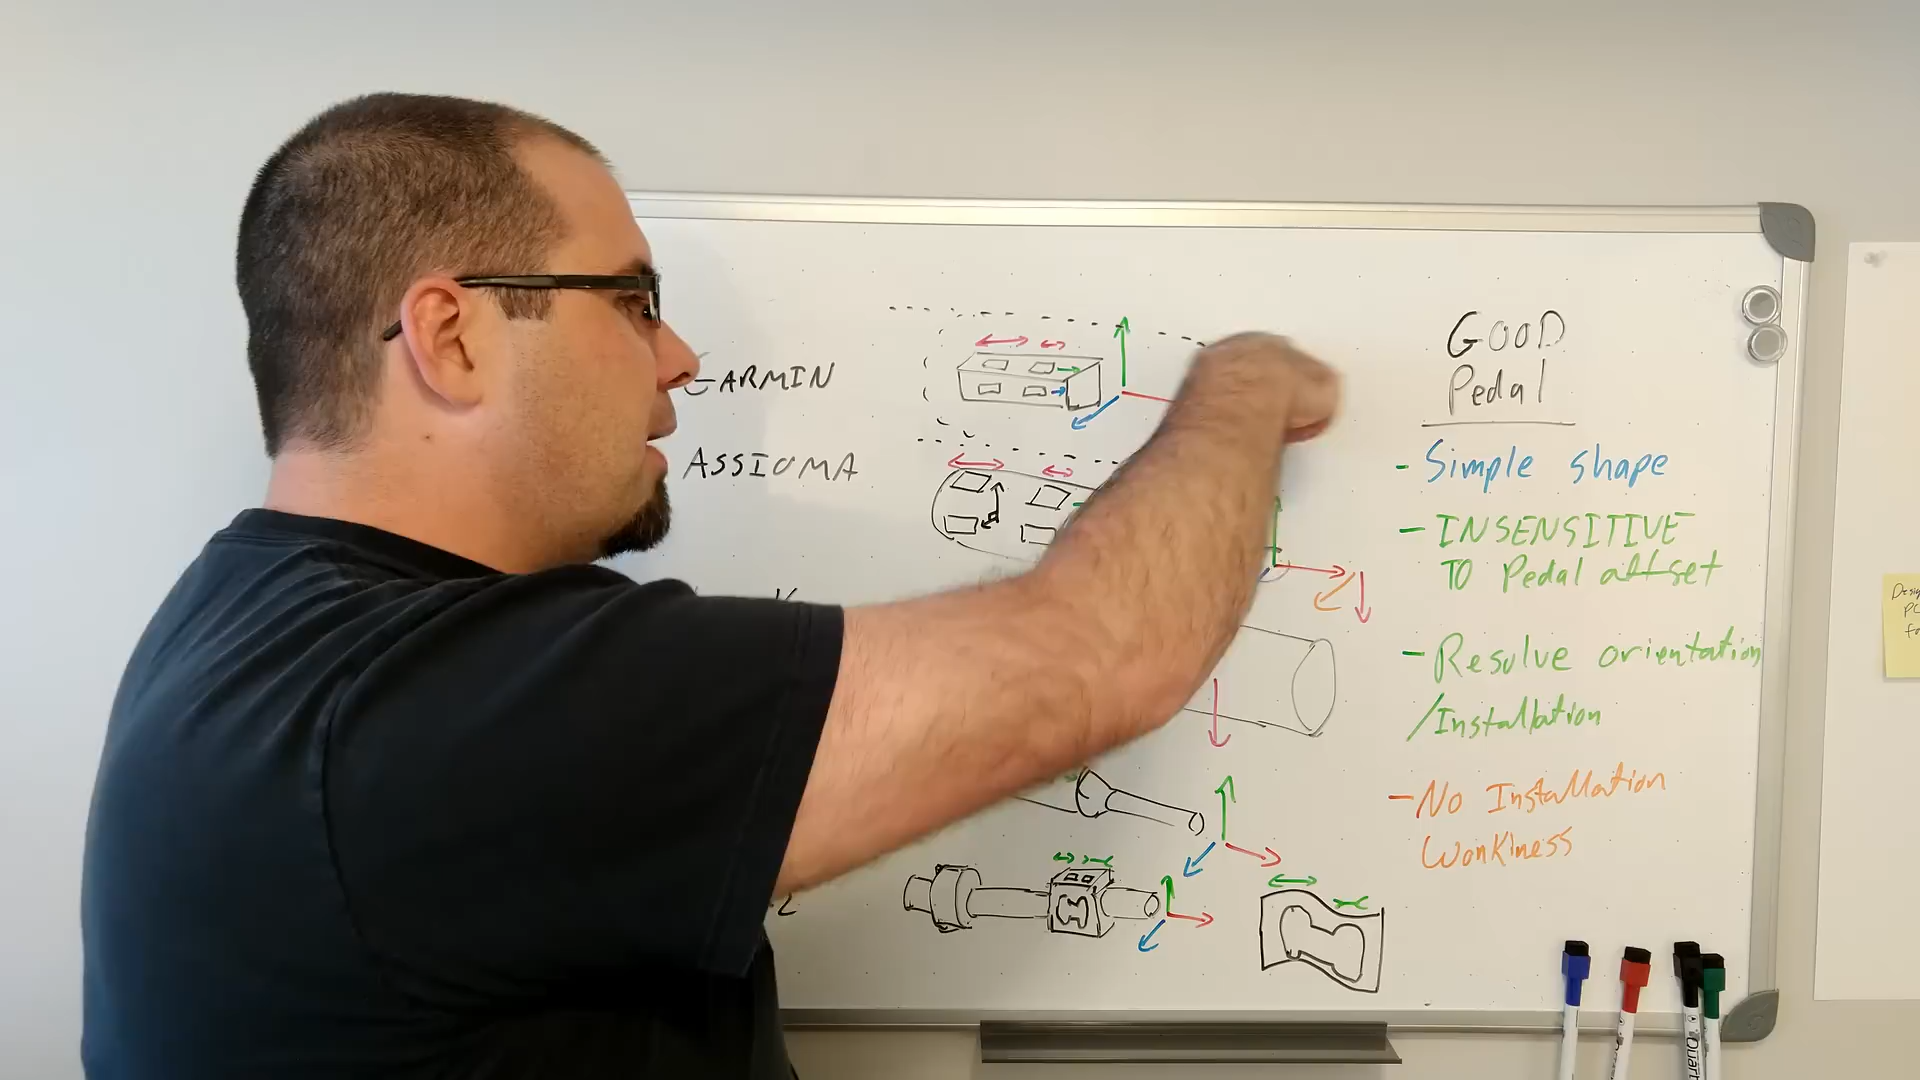 GARMIN
ASSIOMA
GOOD
Pedal
- Simple shape
- INSENSITIVE
TO Pedal offset
- Resolve orientation
/Installation
- No Installation
Wonkiness